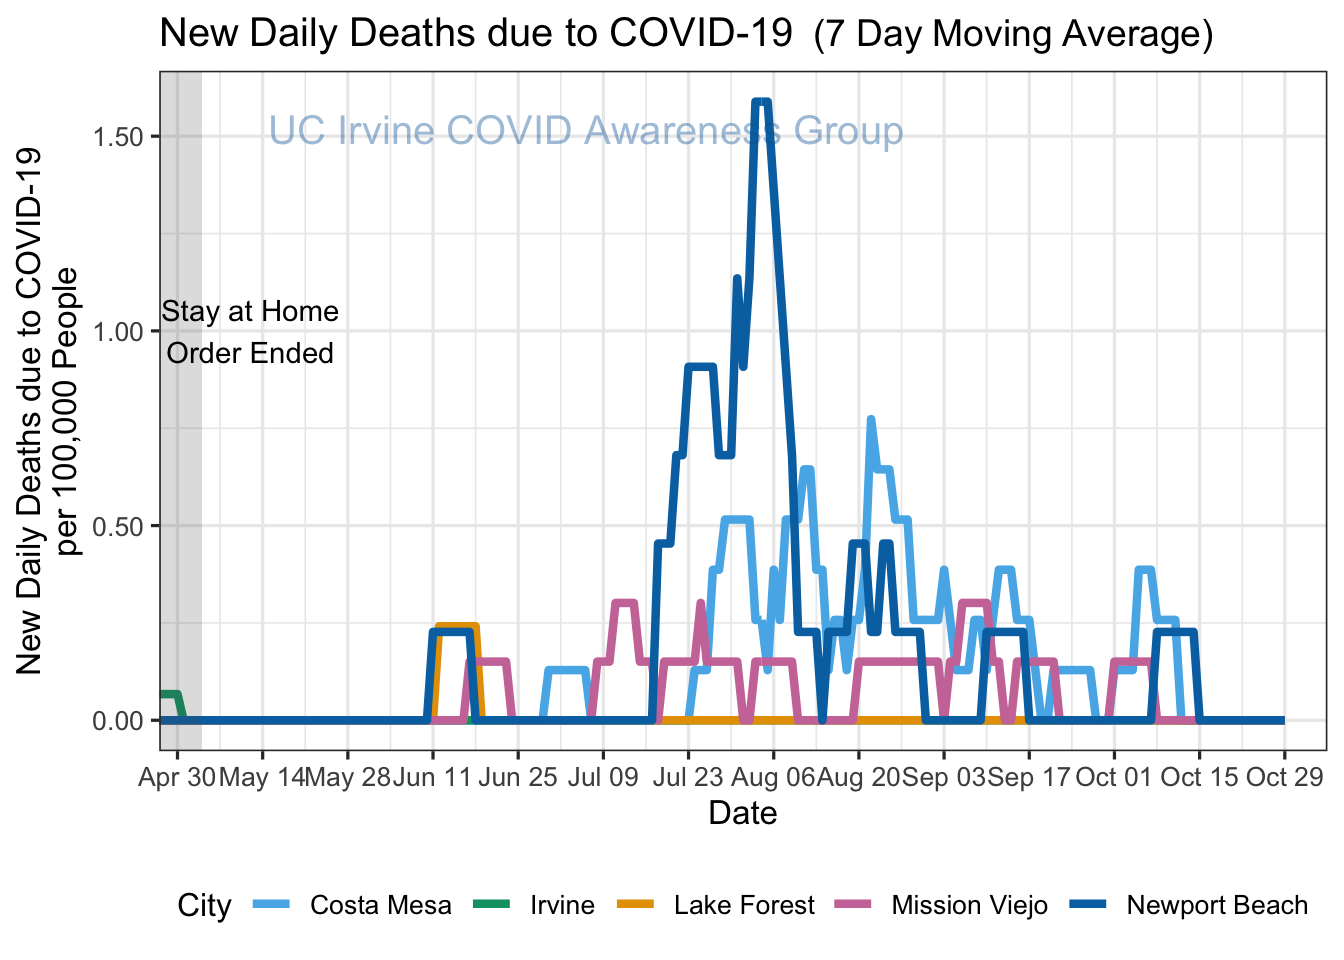 New Daily Deaths due to COVID-19 (7 Day Moving Average)
New Daily Deaths due to COVID-19
per 100,000 People
1.50
1.00
0.50
0.00
UC Irvine COVID Awareness Group
Stay at Home
Order Ended
Apr 30 May 14 May 28 Jun 11 Jun 25 Jul 09 Jul 23 Aug 06 Aug 20 Sep 03 Sep 17 Oct 01 Oct 15 Oct 29
Date
City Costa Mesa Irvine Lake Forest Mission Viejo Newport Beach